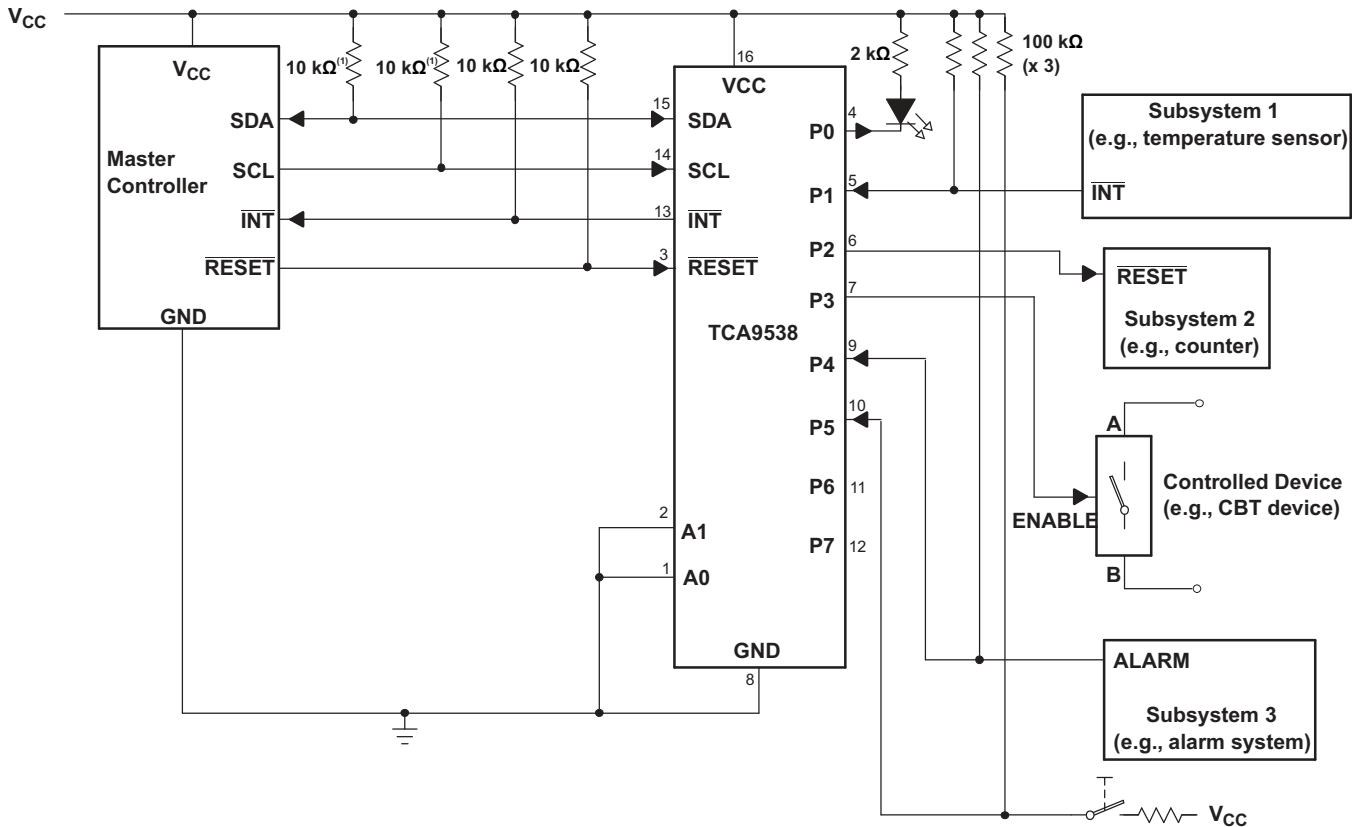 VCC
VCC
10 kΩ(1)
10 kΩ(1)
10 kΩ
10 kΩ
16
VCC
2 kΩ
100 kΩ
(x 3)
Master
Controller
SDA
SCL
INT
RESET
GND
15
SDA
14
SCL
13
INT
3
RESET
TCA9538
2
A1
1
A0
GND
8
P0
4
P1
5
P2
6
P3
7
P4
9
P5
10
P6
11
P7
12
Subsystem 1
(e.g., temperature sensor)
INT
RESET
Subsystem 2
(e.g., counter)
A
ENABLE
B
Controlled Device
(e.g., CBT device)
ALARM
Subsystem 3
(e.g., alarm system)
VCC